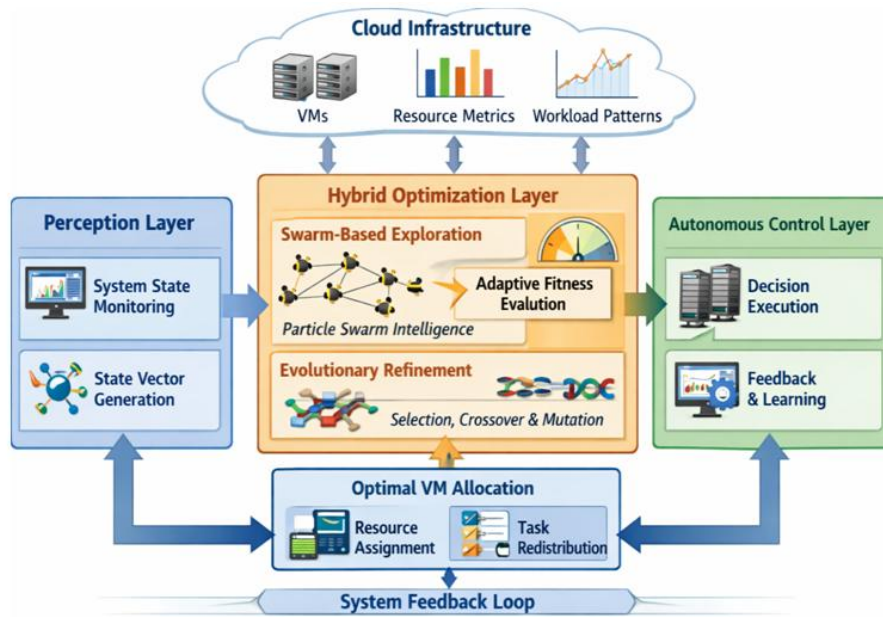 Cloud Infrastructure
VMs
Resource Metrics
Workload Patterns
Perception Layer
System State
Monitoring
State Vector
Generation
Hybrid Optimization Layer
Swarm-Based Exploration
Adaptive Fitness
Evalution
Particle Swarm Intelligence
Evolutionary Refinement
Selection, Crossover & Mutation
Autonomous Control Layer
Decision
Execution
Feedback
& Learning
Optimal VM Allocation
Resource
Assignment
Task
Redistribution
System Feedback Loop